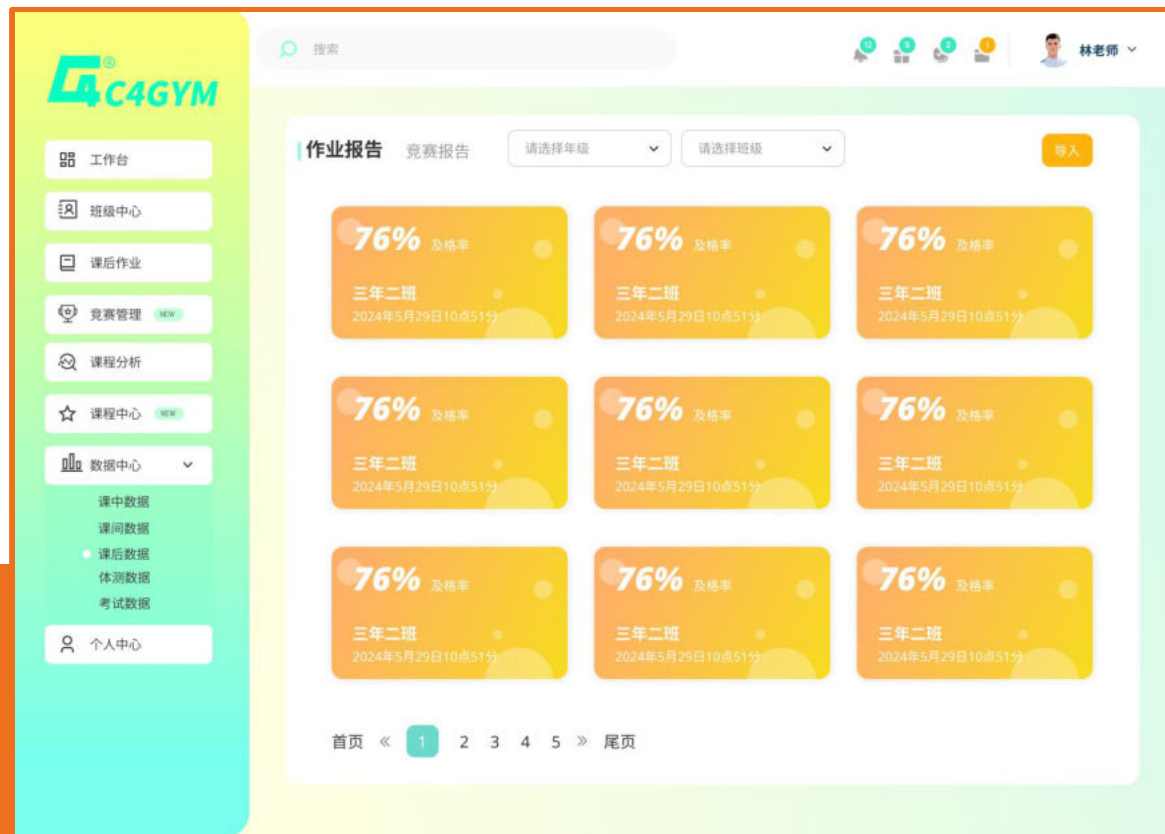 C4GYM®
搜索
12 5 2 1
林老师
工作台
班级中心
课后作业
竞赛管理 NEW
课程分析
课程中心 NEW
数据中心
课中数据
课间数据
课后数据
体测数据
考试数据
个人中心
作业报告 竞赛报告 请选择年级 请选择班级 导入
76% 及格率 76% 及格率 76% 及格率
三年二班 三年二班 三年二班
2024年5月29日10点51分 2024年5月29日10点51分 2024年5月29日10点51分
76% 及格率 76% 及格率 76% 及格率
三年二班 三年二班 三年二班
2024年5月29日10点51分 2024年5月29日10点51分 2024年5月29日10点51分
76% 及格率 76% 及格率 76% 及格率
三年二班 三年二班 三年二班
2024年5月29日10点51分 2024年5月29日10点51分 2024年5月29日10点51分
首页 « 1 2 3 4 5 » 尾页